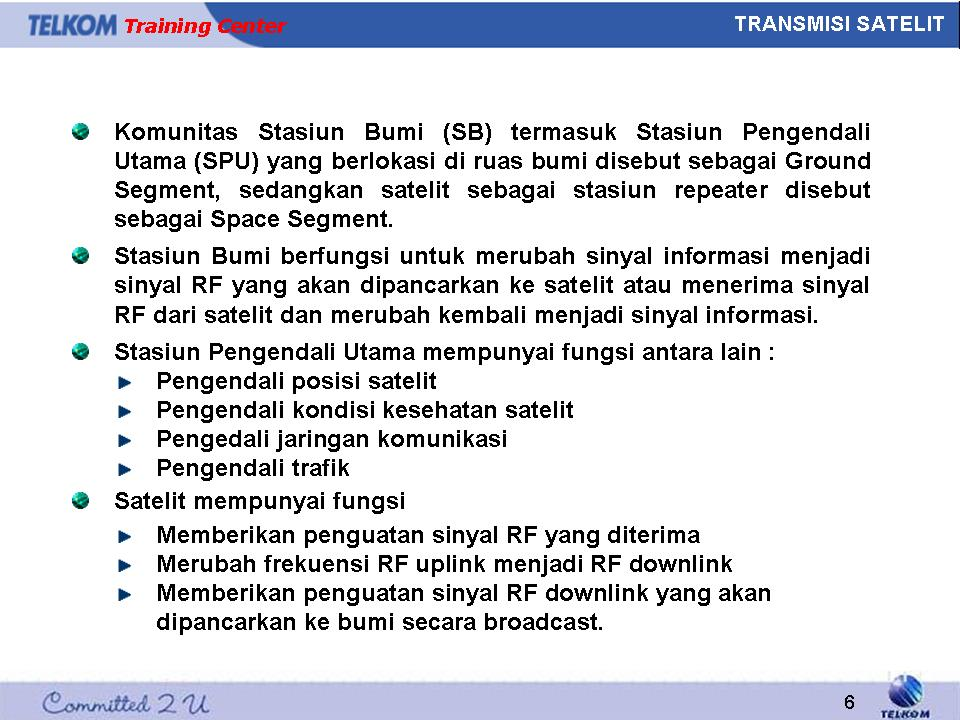 TELKOM Training Center
TRANSMISI SATELIT
Komunitas Stasiun Bumi (SB) termasuk Stasiun Pengendali
Utama (SPU) yang berlokasi di ruas bumi disebut sebagai Ground
Segment, sedangkan satelit sebagai stasiun repeater disebut
sebagai Space Segment.
Stasiun Bumi berfungsi untuk merubah sinyal informasi menjadi
sinyal RF yang akan dipancarkan ke satelit atau menerima sinyal
RF dari satelit dan merubah kembali menjadi sinyal informasi.
Stasiun Pengendali Utama mempunyai fungsi antara lain :
Pengendali posisi satelit
Pengendali kondisi kesehatan satelit
Pengedali jaringan komunikasi
Pengendali trafik
Satelit mempunyai fungsi
Memberikan penguatan sinyal RF yang diterima
Merubah frekuensi RF uplink menjadi RF downlink
Memberikan penguatan sinyal RF downlink yang akan
dipancarkan ke bumi secara broadcast.
Committed 2 U
6
TELKOM